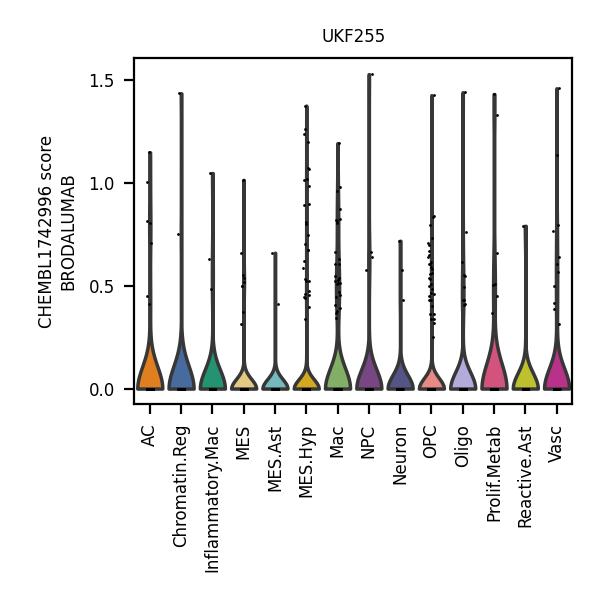 UKF255
CHEMBL1742996 score
BRODALUMAB
1.5
1.0
0.5
0.0
AC
Chromatin.Reg
Inflammatory.Mac
MES
MES.Ast
MES.Hyp
Mac
NPC
Neuron
OPC
Oligo
Prolif.Metab
Reactive.Ast
Vasc